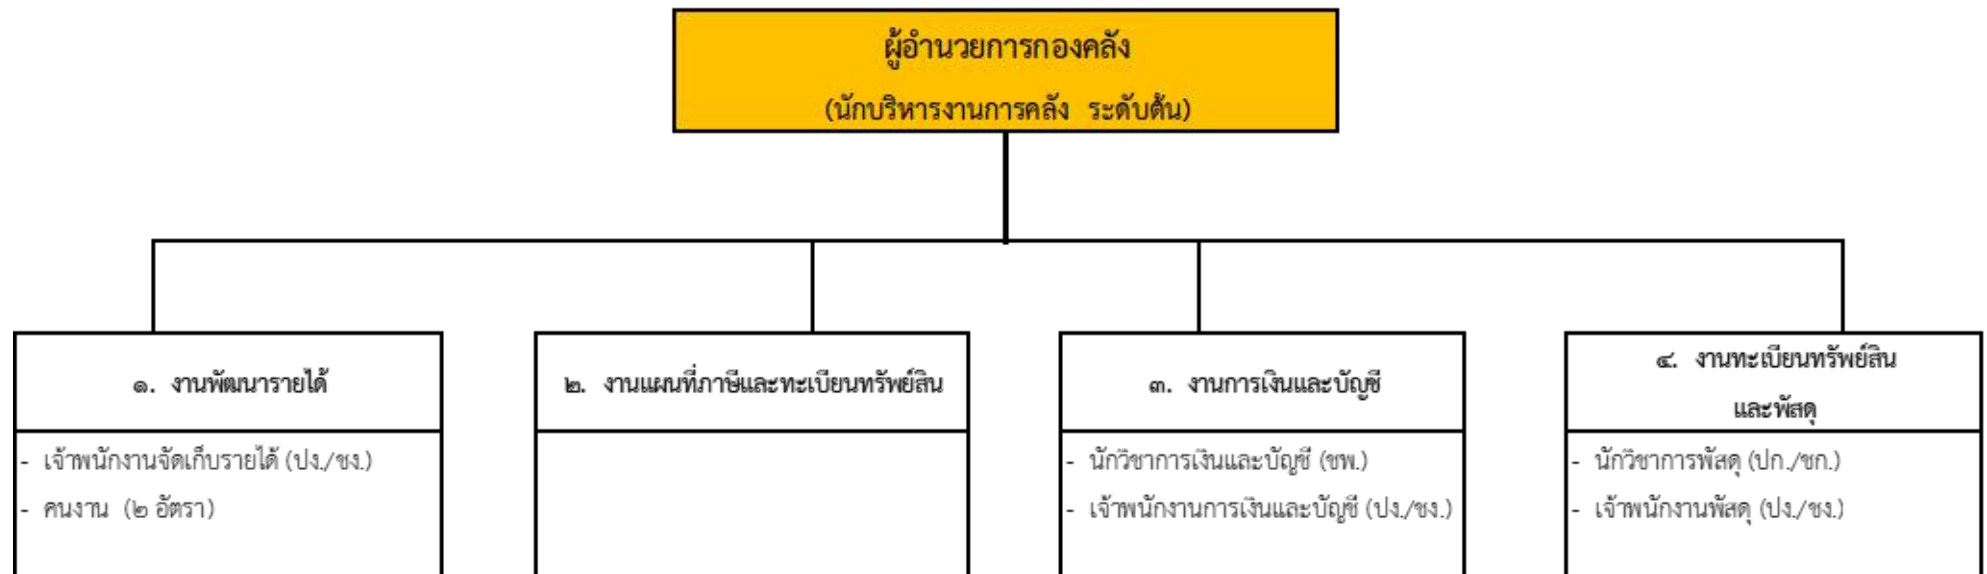 ผู้อำนวยการกองคลัง
(นักบริหารงานการคลัง ระดับต้น)
๑. งานพัฒนารายได้
- เจ้าพนักงานจัดเก็บรายได้ (ปง./ชง.)
- คนงาน (๒ อัตรา)
๒. งานแผนที่ภาษีและทะเบียนทรัพย์สิน
๓. งานการเงินและบัญชี
- นักวิชาการเงินและบัญชี (ชพ.)
- เจ้าพนักงานการเงินและบัญชี (ปง./ชง.)
๔. งานทะเบียนทรัพย์สิน
และพัสดุ
- นักวิชาการพัสดุ (ปก./ชก.)
- เจ้าพนักงานพัสดุ (ปง./ชง.)